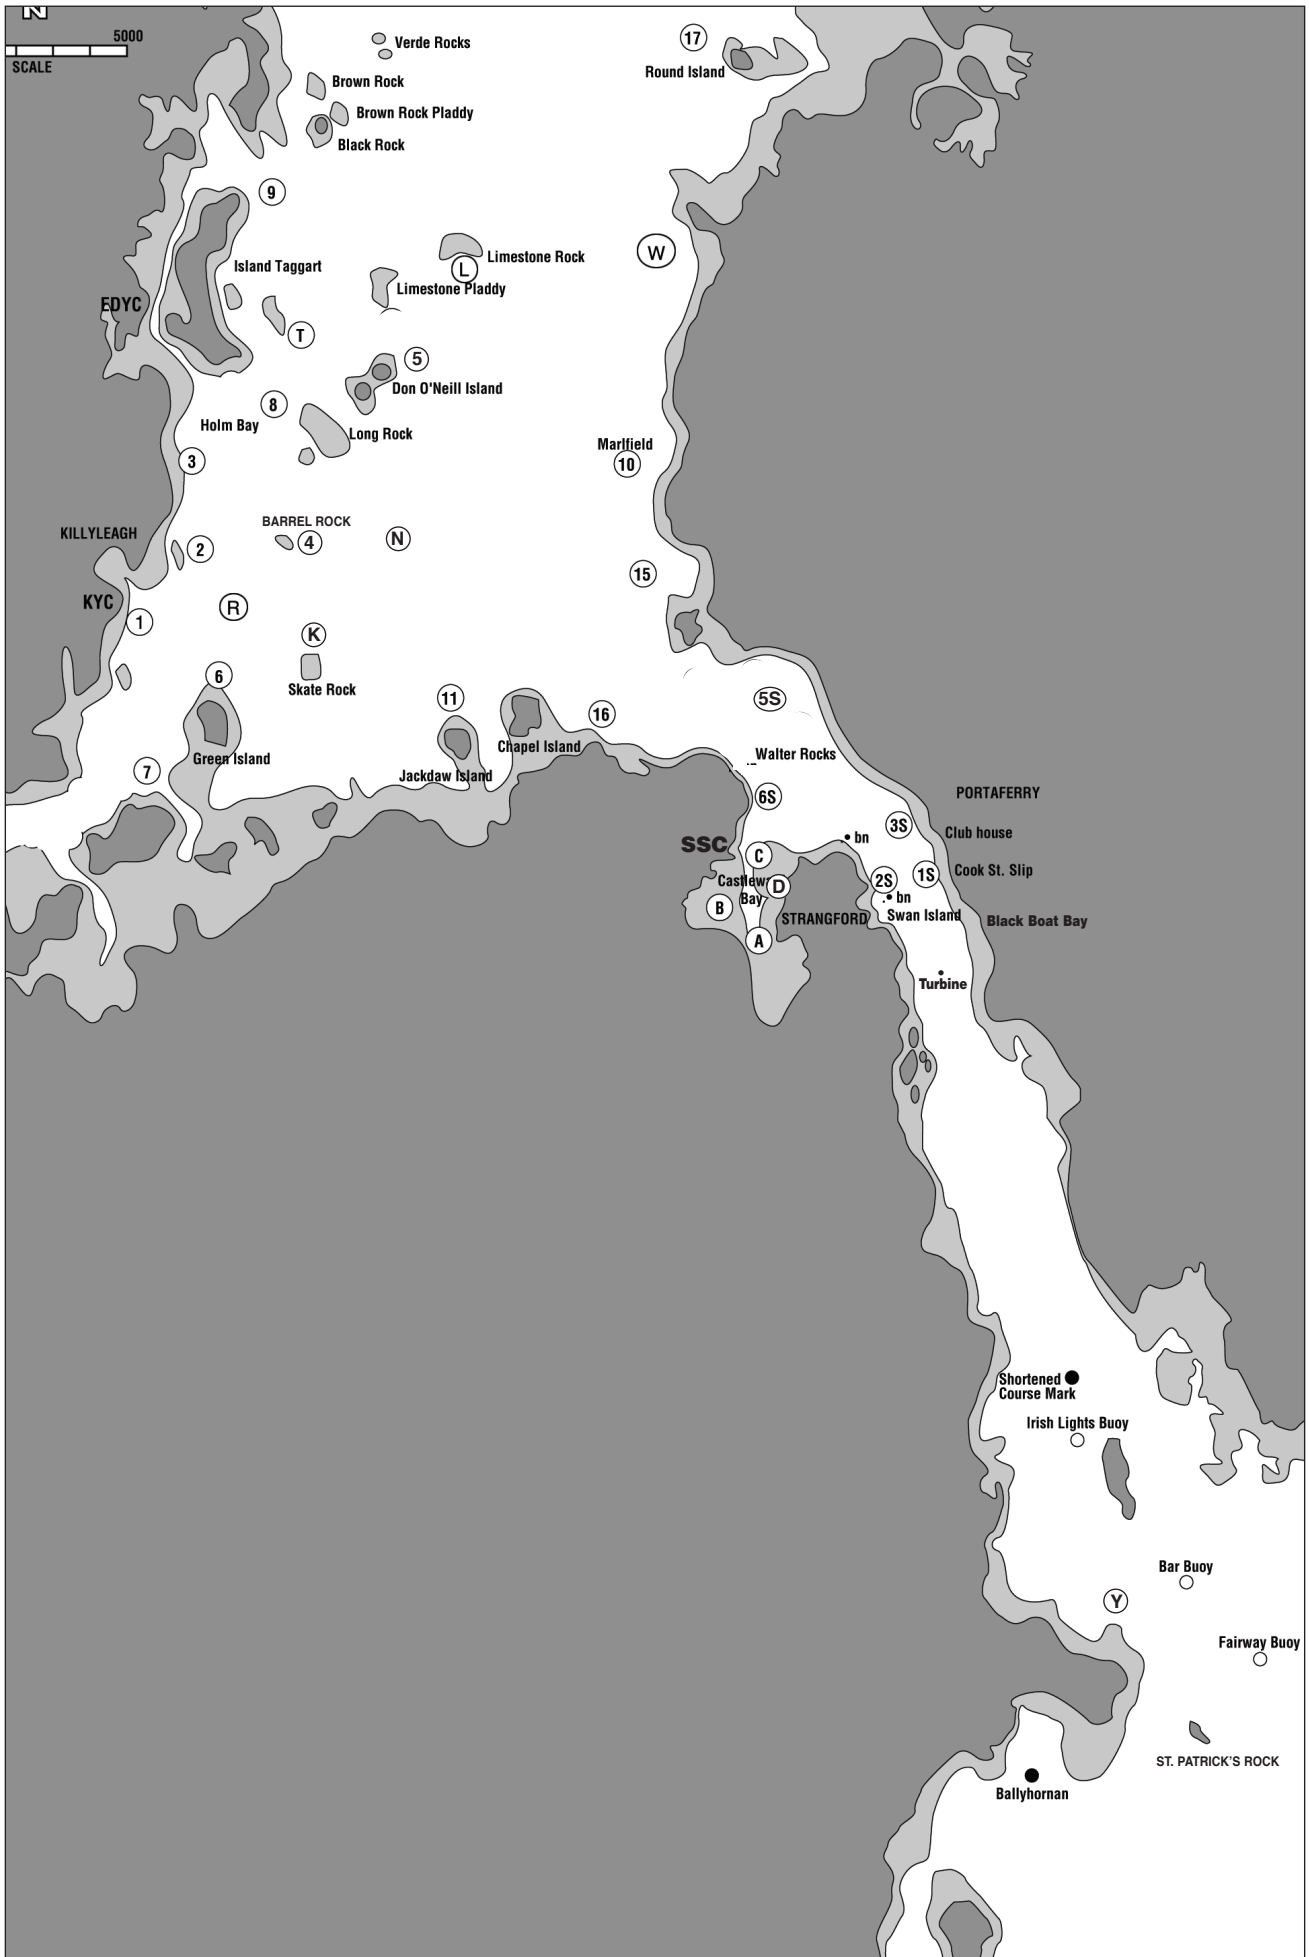 N
5000
SCALE
Verde Rocks
17
Round Island
Brown Rock
Brown Rock Pladdy
Black Rock
9
W
Island Taggart
Limestone Rock
L
Limestone Pladdy
EDYC
T
5
Don O'Neill Island
8
Holm Bay
Long Rock
Marlfield
10
3
BARREL ROCK
KILLYLEAGH
2
4
N
15
KYC
R
1
K
6
Skate Rock
11
5S
16
Chapel Island
Green Island
Jackdaw Island
Walter Rocks
7
6S
PORTAFERRY
3S
Club house
bn
SSC
C
Cook St. Slip
1S
2S
Castlewa
D
Bay
bn
B
Swan Island
STRANGFORD
Black Boat Bay
A
Turbine
Shortened
Course Mark
Irish Lights Buoy
Bar Buoy
Y
Fairway Buoy
ST. PATRICK'S ROCK
Ballyhornan